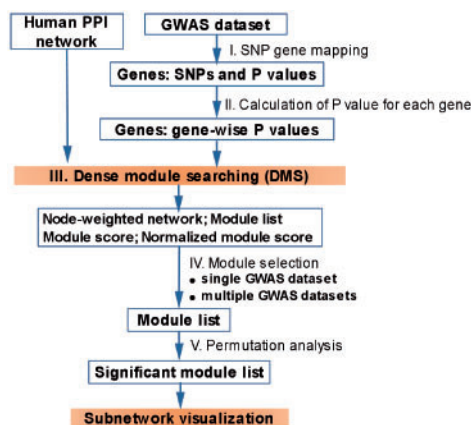 Human PPI
network
GWAS dataset
I. SNP gene mapping
Genes: SNPs and P values
II. Calculation of P value for each gene
Genes: gene-wise P values
III. Dense module searching (DMS)
Node-weighted network; Module list
Module score; Normalized module score
IV. Module selection
• single GWAS dataset
• multiple GWAS datasets
Module list
V. Permutation analysis
Significant module list
Subnetwork visualization